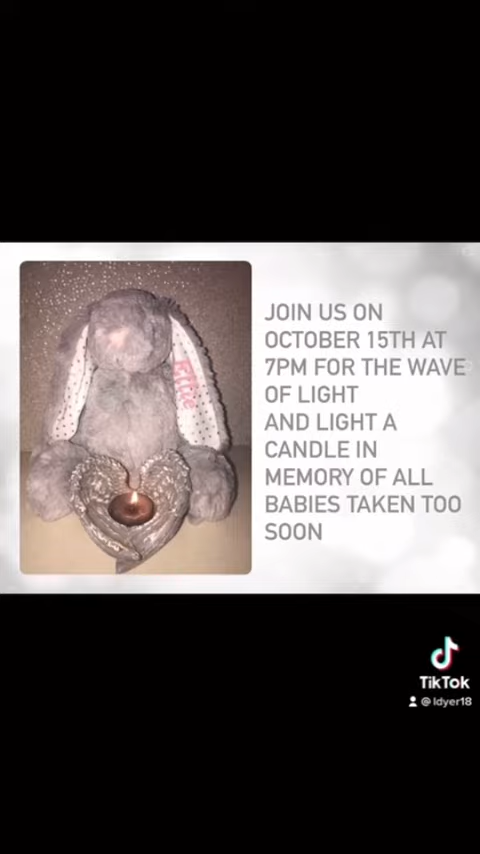 Effie
JOIN US ON
OCTOBER 15TH AT
7PM FOR THE WAVE
OF LIGHT
AND LIGHT A
CANDLE IN
MEMORY OF ALL
BABIES TAKEN TOO
SOON
TikTok
@ldyer18